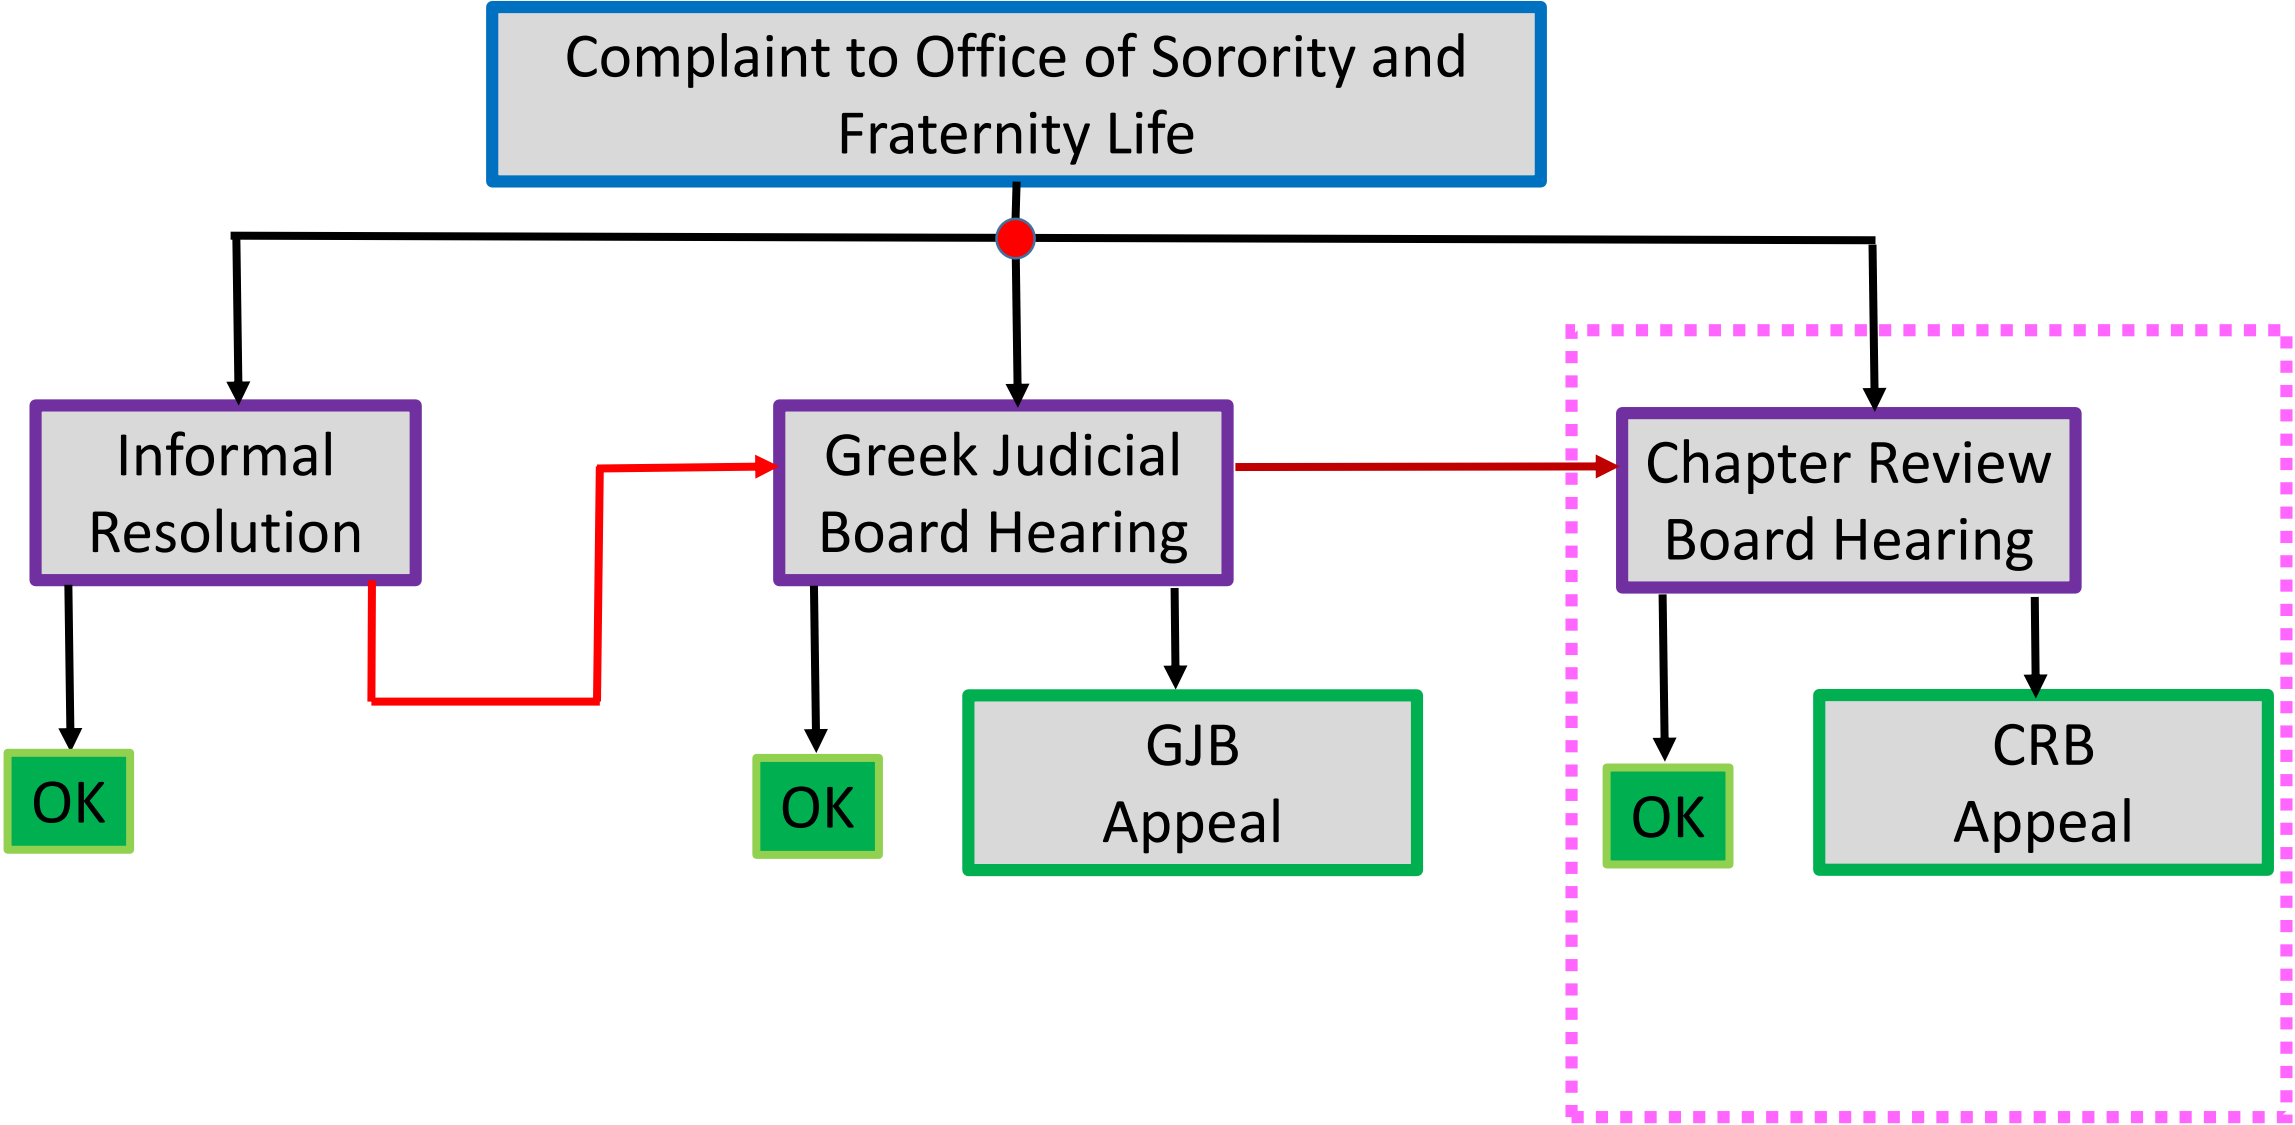 Complaint to Office of Sorority and
Fraternity Life
Informal
Resolution
Greek Judicial
Board Hearing
Chapter Review
Board Hearing
OK
OK
GJB
Appeal
OK
CRB
Appeal